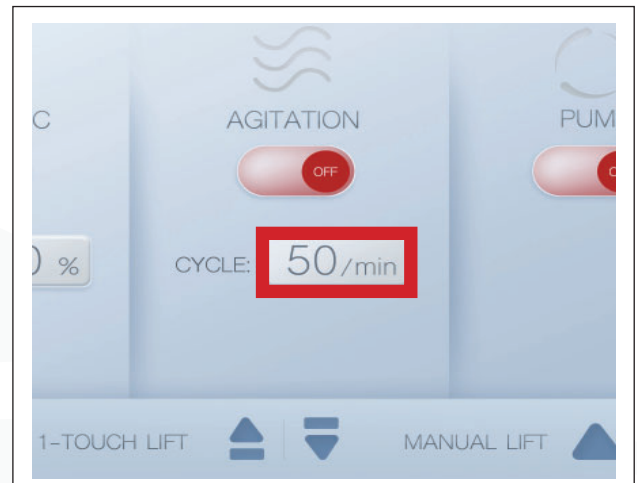 AGITATION
OFF
%
CYCLE: 50/min
1-TOUCH LIFT
MANUAL LIFT